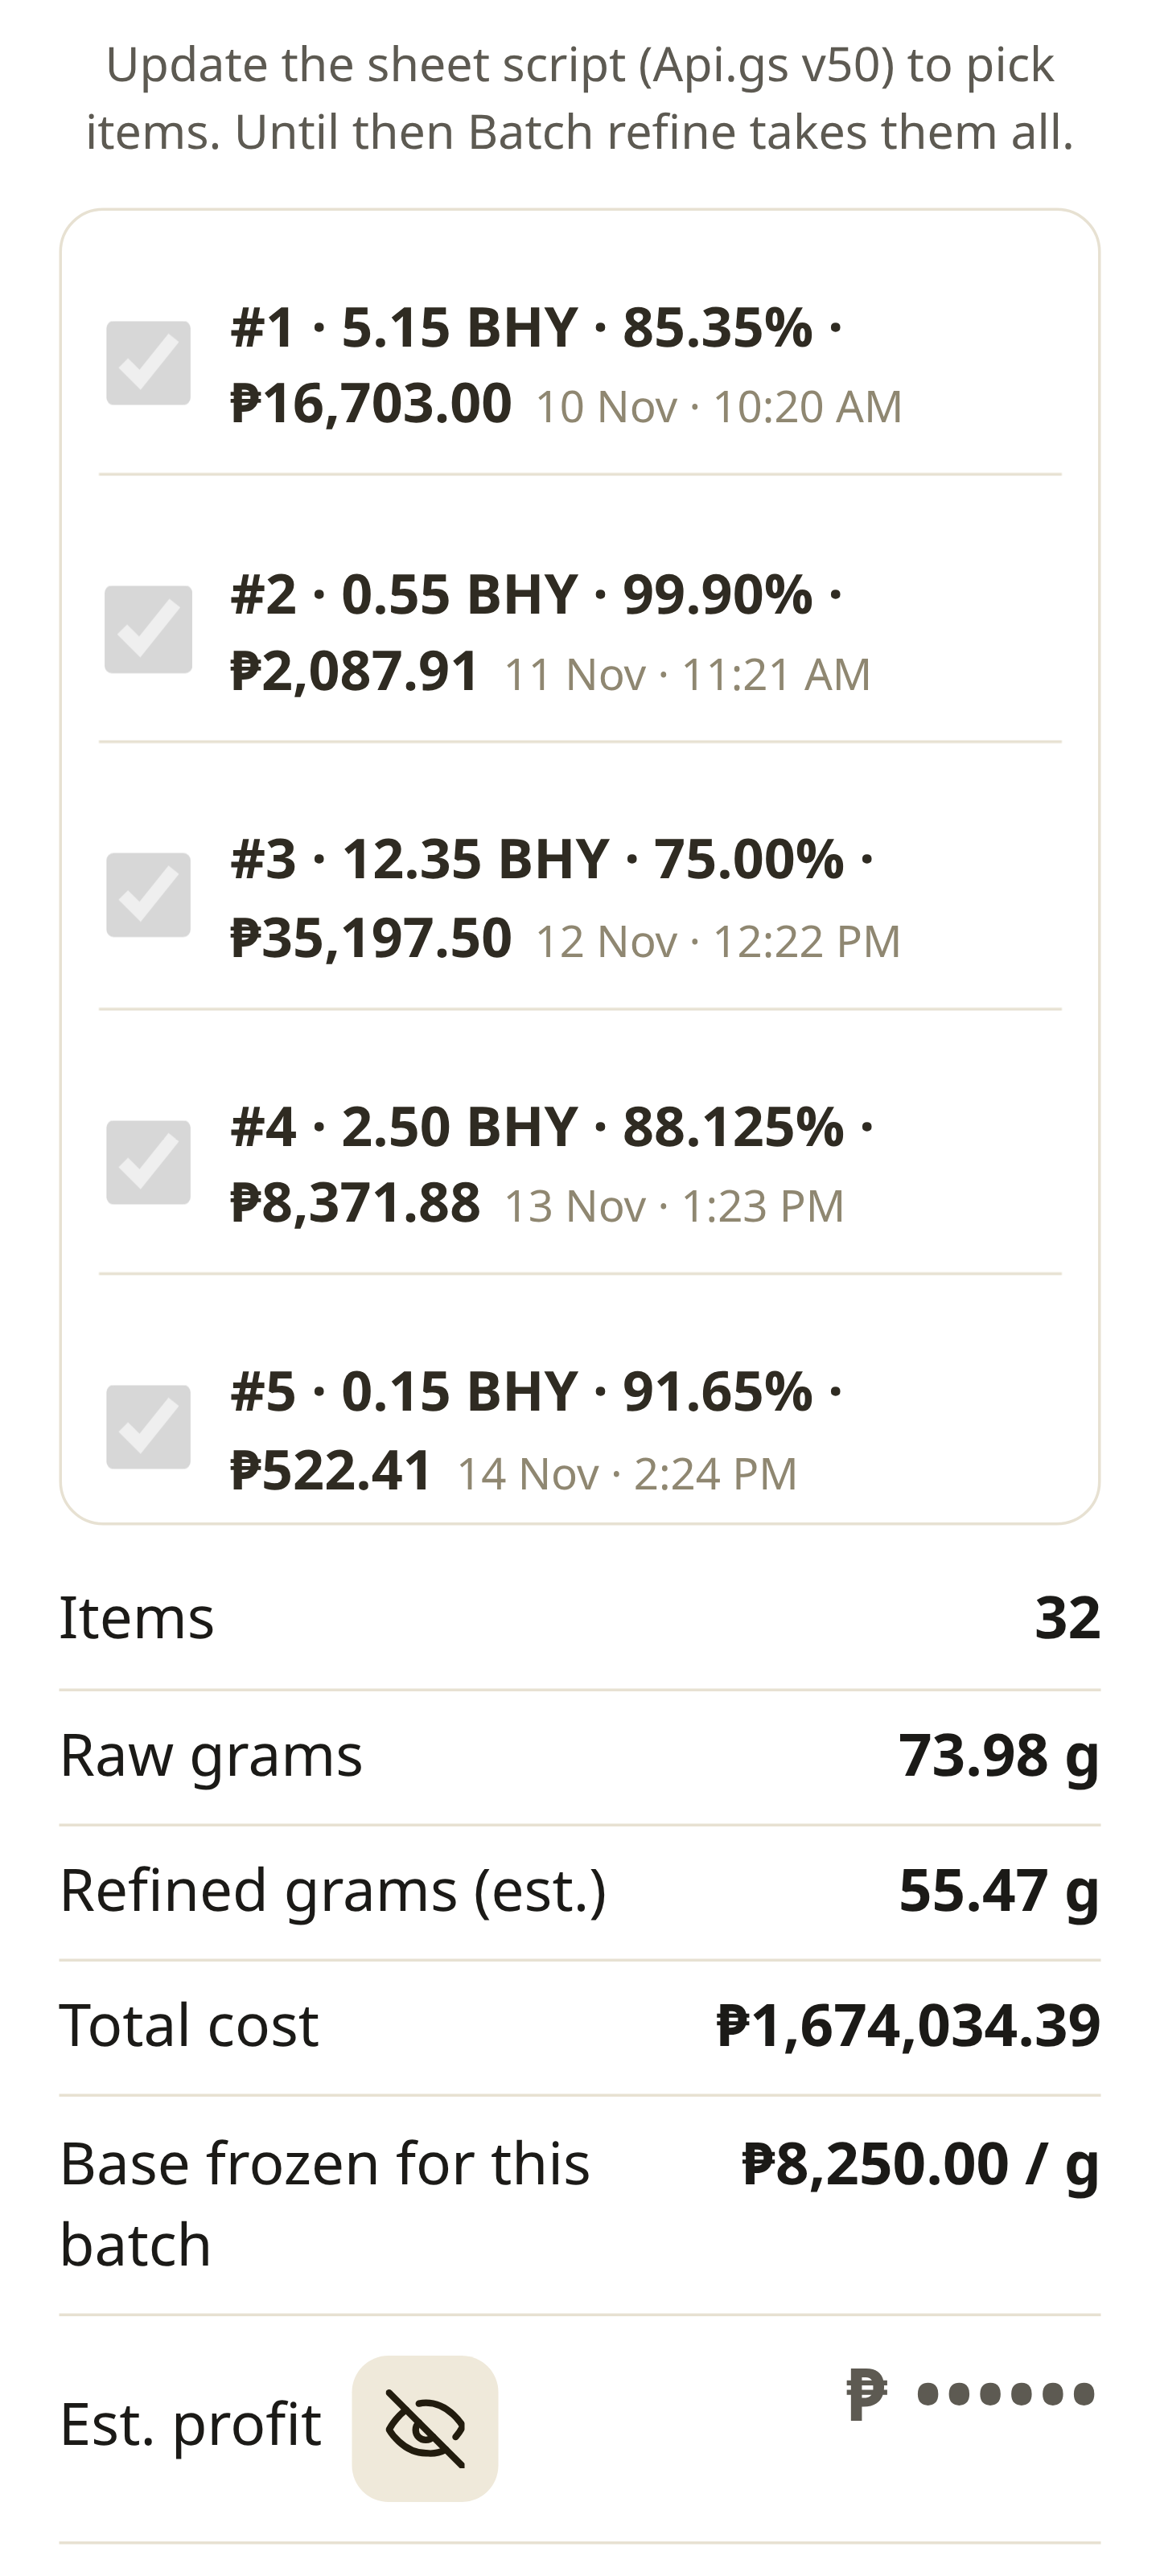 Update the sheet script (Api.gs v50) to pick
items. Until then Batch refine takes them all.
#1 · 5.15 BHY · 85.35% ·
₱16,703.00 10 Nov · 10:20 AM
#2 · 0.55 BHY · 99.90% ·
₱2,087.91 11 Nov · 11:21 AM
#3 · 12.35 BHY · 75.00% ·
₱35,197.50 12 Nov · 12:22 PM
#4 · 2.50 BHY · 88.125% ·
₱8,371.88 13 Nov · 1:23 PM
#5 · 0.15 BHY · 91.65% ·
₱522.41 14 Nov · 2:24 PM
Items 32
Raw grams 73.98 g
Refined grams (est.) 55.47 g
Total cost ₱1,674,034.39
Base frozen for this ₱8,250.00 / g
batch
Est. profit ₱ ••••••